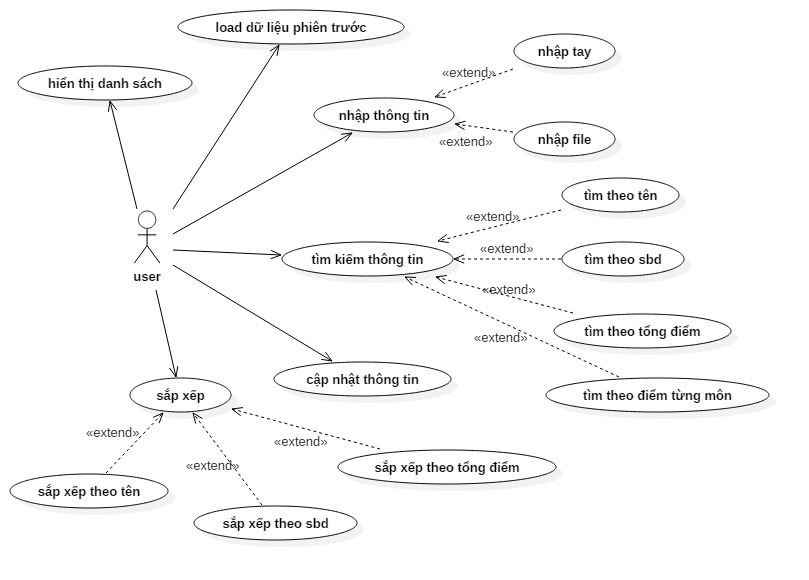 load dữ liệu phiên trước
nhập tay
«extend»
hiển thị danh sách
nhập thông tin
«extend»
nhập file
tìm theo tên
«extend»
«extend»
tìm kiếm thông tin
tìm theo sbd
user
«extend»
tìm theo tổng điểm
«extend»
cập nhật thông tin
sắp xếp
tìm theo điểm từng môn
«extend»
«extend»
«extend»
sắp xếp theo tổng điểm
sắp xếp theo tên
sắp xếp theo sbd